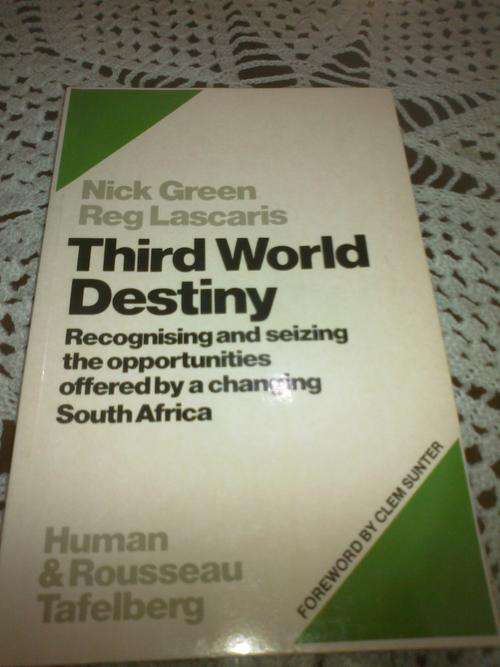 Nick Green
Reg Lascaris
Third World
Destiny
Recognising and seizing
the opportunities
offered by a changing
South Africa
FOREWORD BY CLEM SUNTER
Human
& Rousseau
Tafelberg